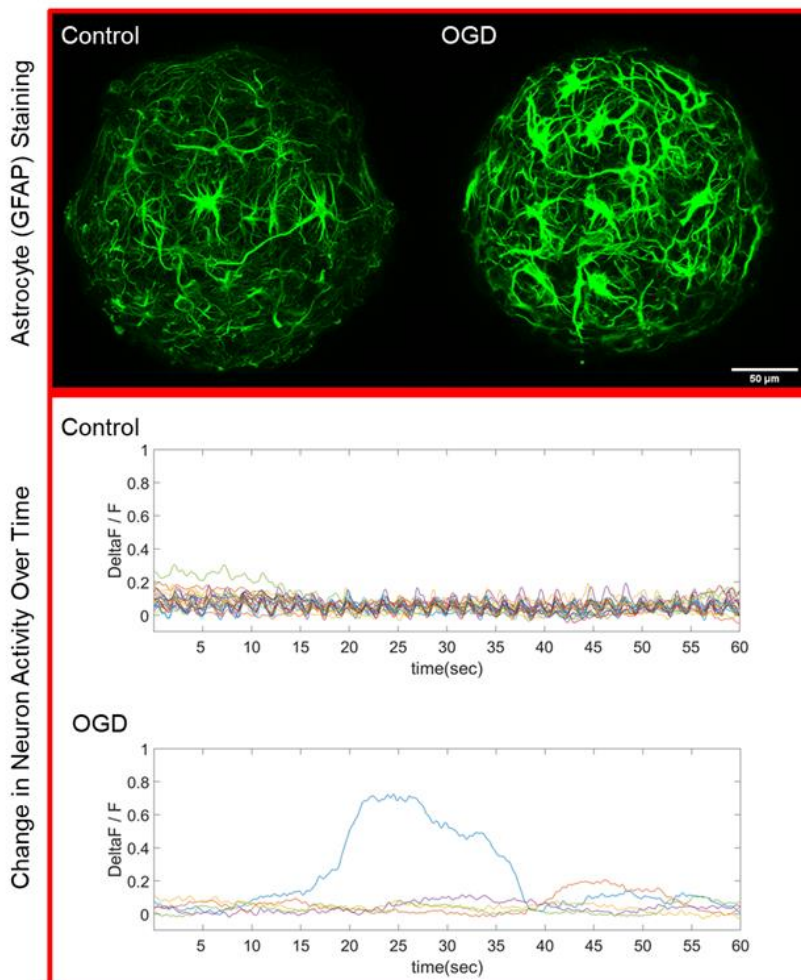 Astrocyte (GFAP) Staining
Control
OGD
50 µm
Change in Neuron Activity Over Time
Control
1
0.8
0.6
0.4
0.2
0
DeltaF / F
5 10 15 20 25 30 35 40 45 50 55 60
time(sec)
OGD
1
0.8
0.6
0.4
0.2
0
DeltaF / F
5 10 15 20 25 30 35 40 45 50 55 60
time(sec)